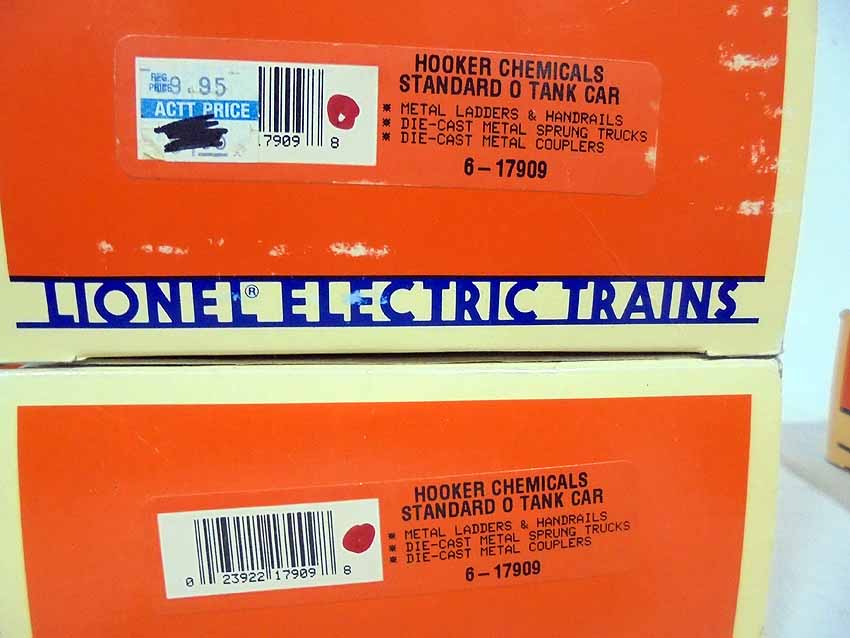 HOOKER CHEMICALS
STANDARD O TANK CAR
REG. PRICE 9.95
ACTT PRICE
17909 8
* METAL LADDERS & HANDRAILS
* DIE-CAST METAL SPRUNG TRUCKS
* DIE-CAST METAL COUPLERS
6-17909
LIONEL® ELECTRIC TRAINS
HOOKER CHEMICALS
STANDARD O TANK CAR
* METAL LADDERS & HANDRAILS
* DIE-CAST METAL SPRUNG TRUCKS
* DIE-CAST METAL COUPLERS
0 23922 17909 8
6-17909